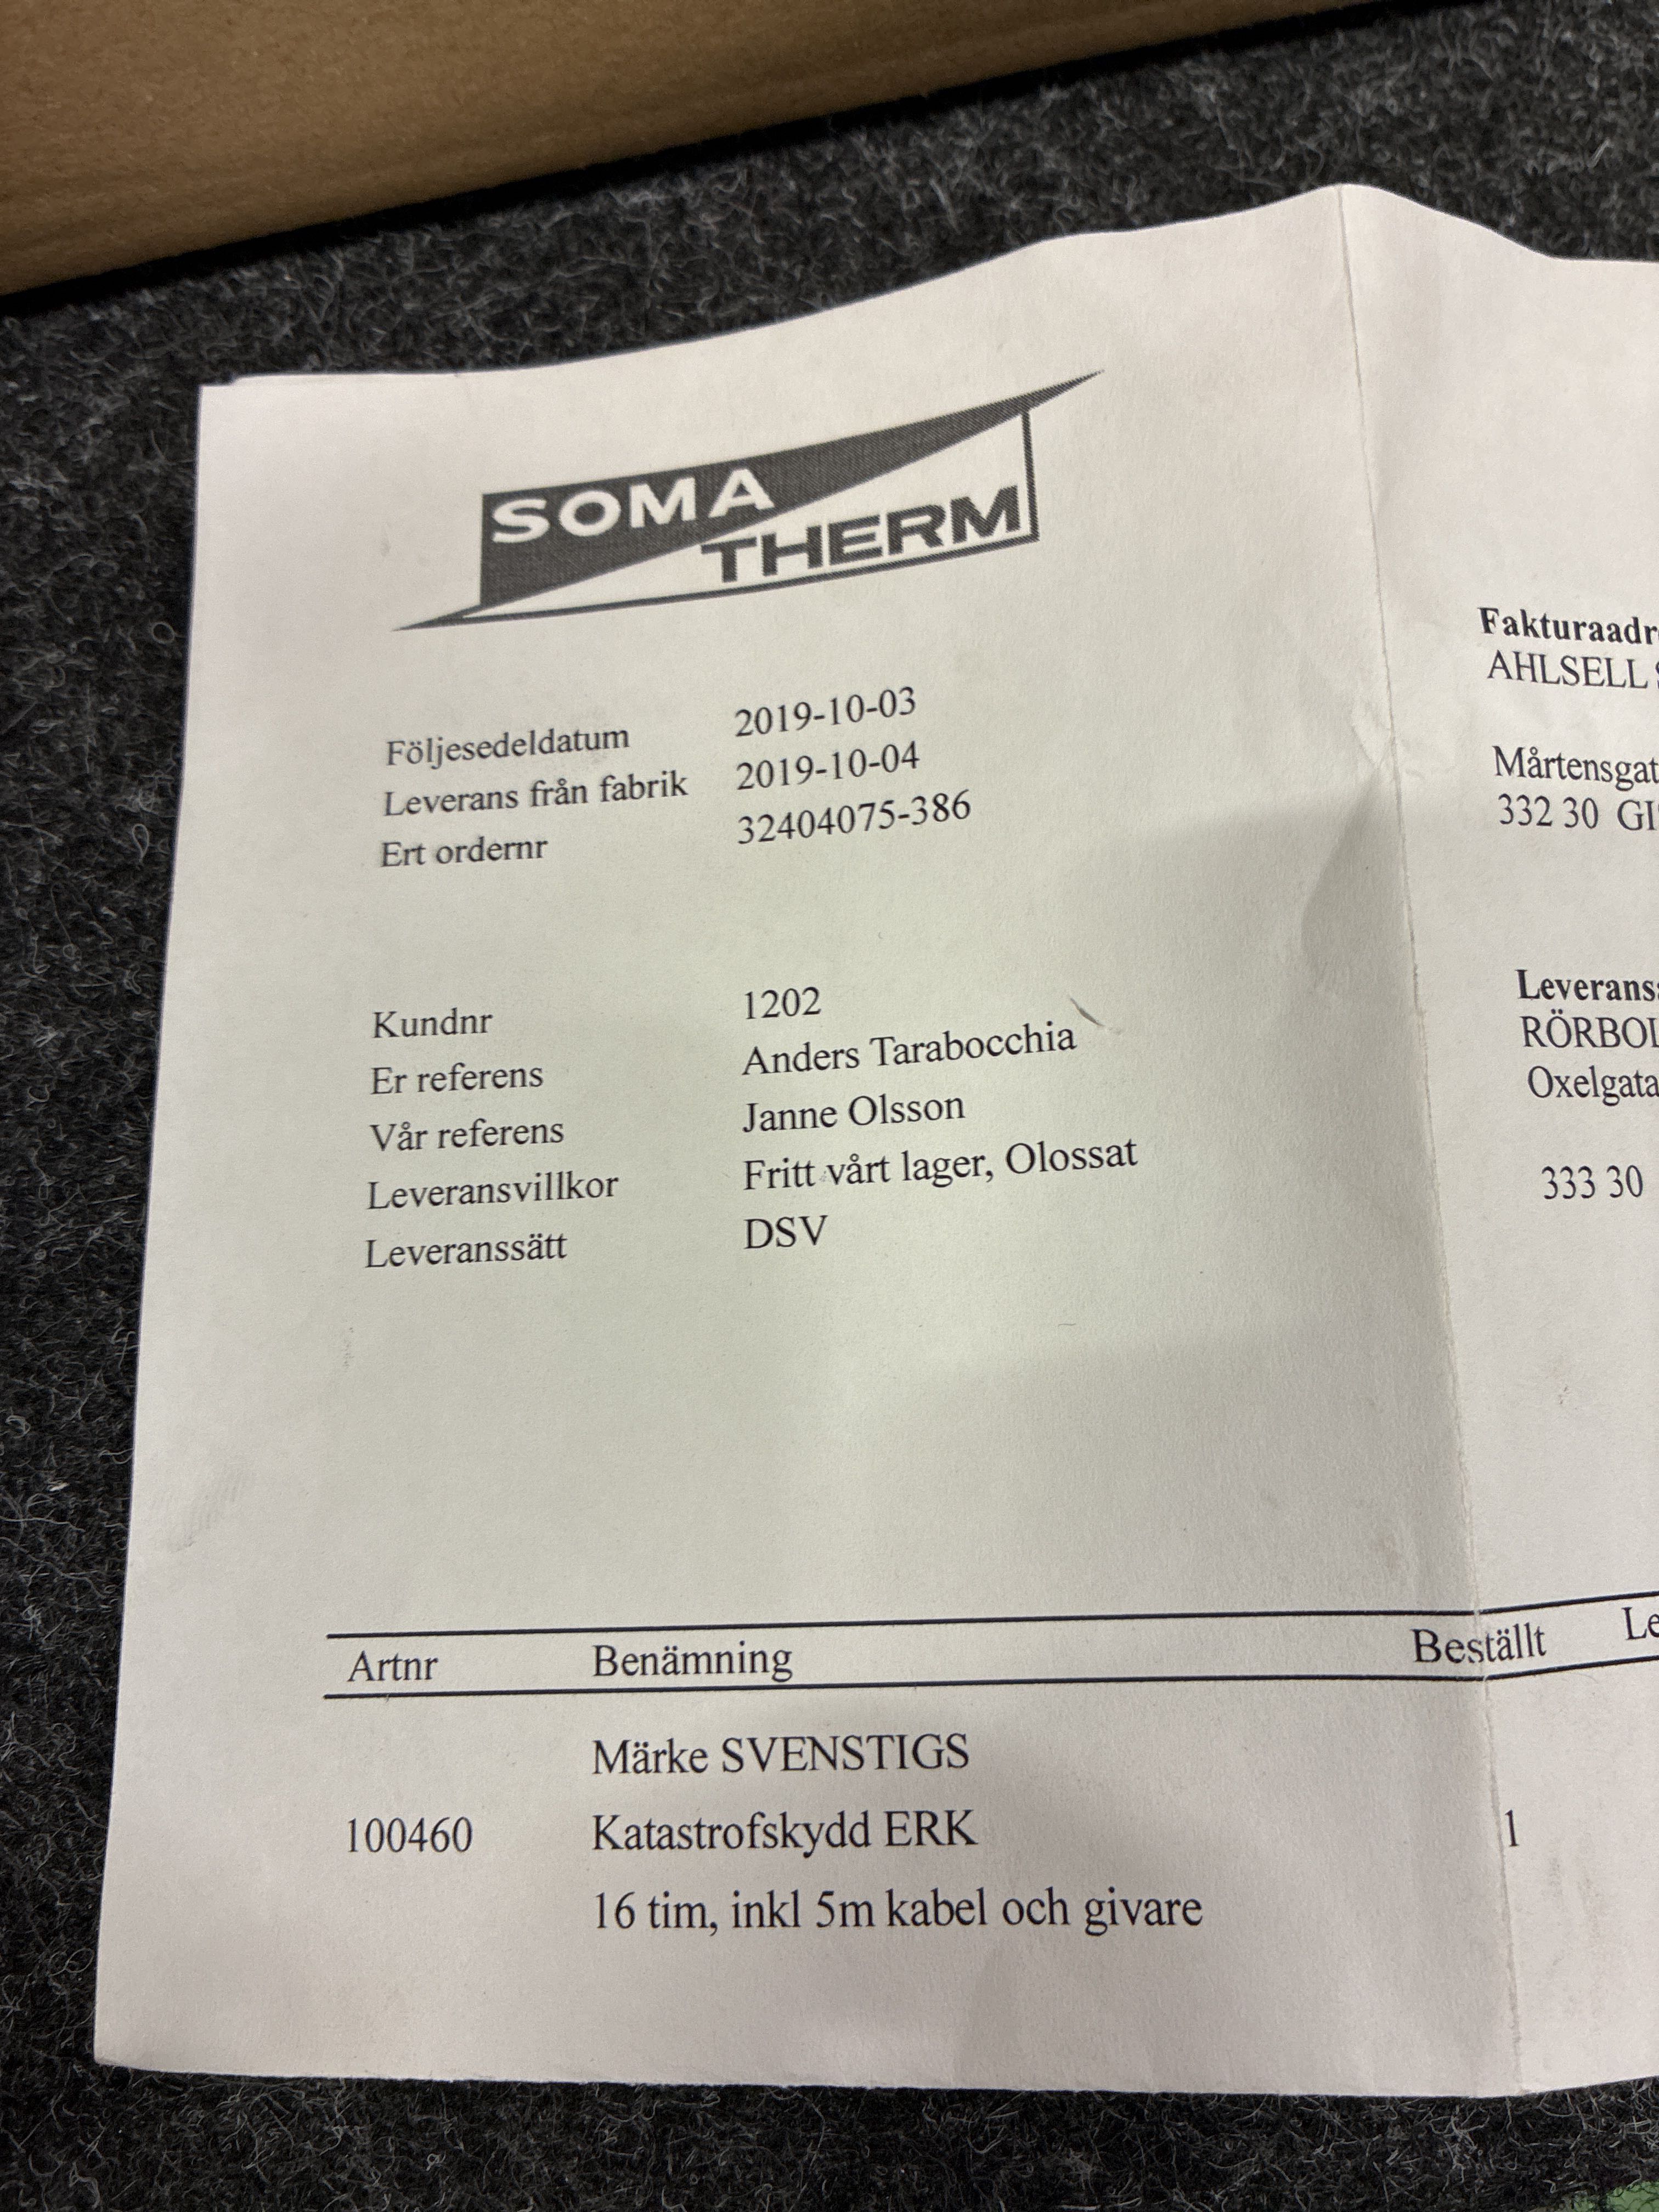 SOMA
THERM
Följesedeldatum 2019-10-03
Leverans från fabrik 2019-10-04
Ert ordernr 32404075-386
Fakturaadr
AHLSELL S
Mårtensgat
332 30 GI
Kundnr 1202
Er referens Anders Tarabocchia
Vår referens Janne Olsson
Leveransvillkor Fritt vårt lager, Olossat
Leveranssätt DSV
Leverans
RÖRBOL
Oxelgata
333 30
Artnr Benämning Beställt Le
Märke SVENSTIGS
100460 Katastrofskydd ERK 1
16 tim, inkl 5m kabel och givare